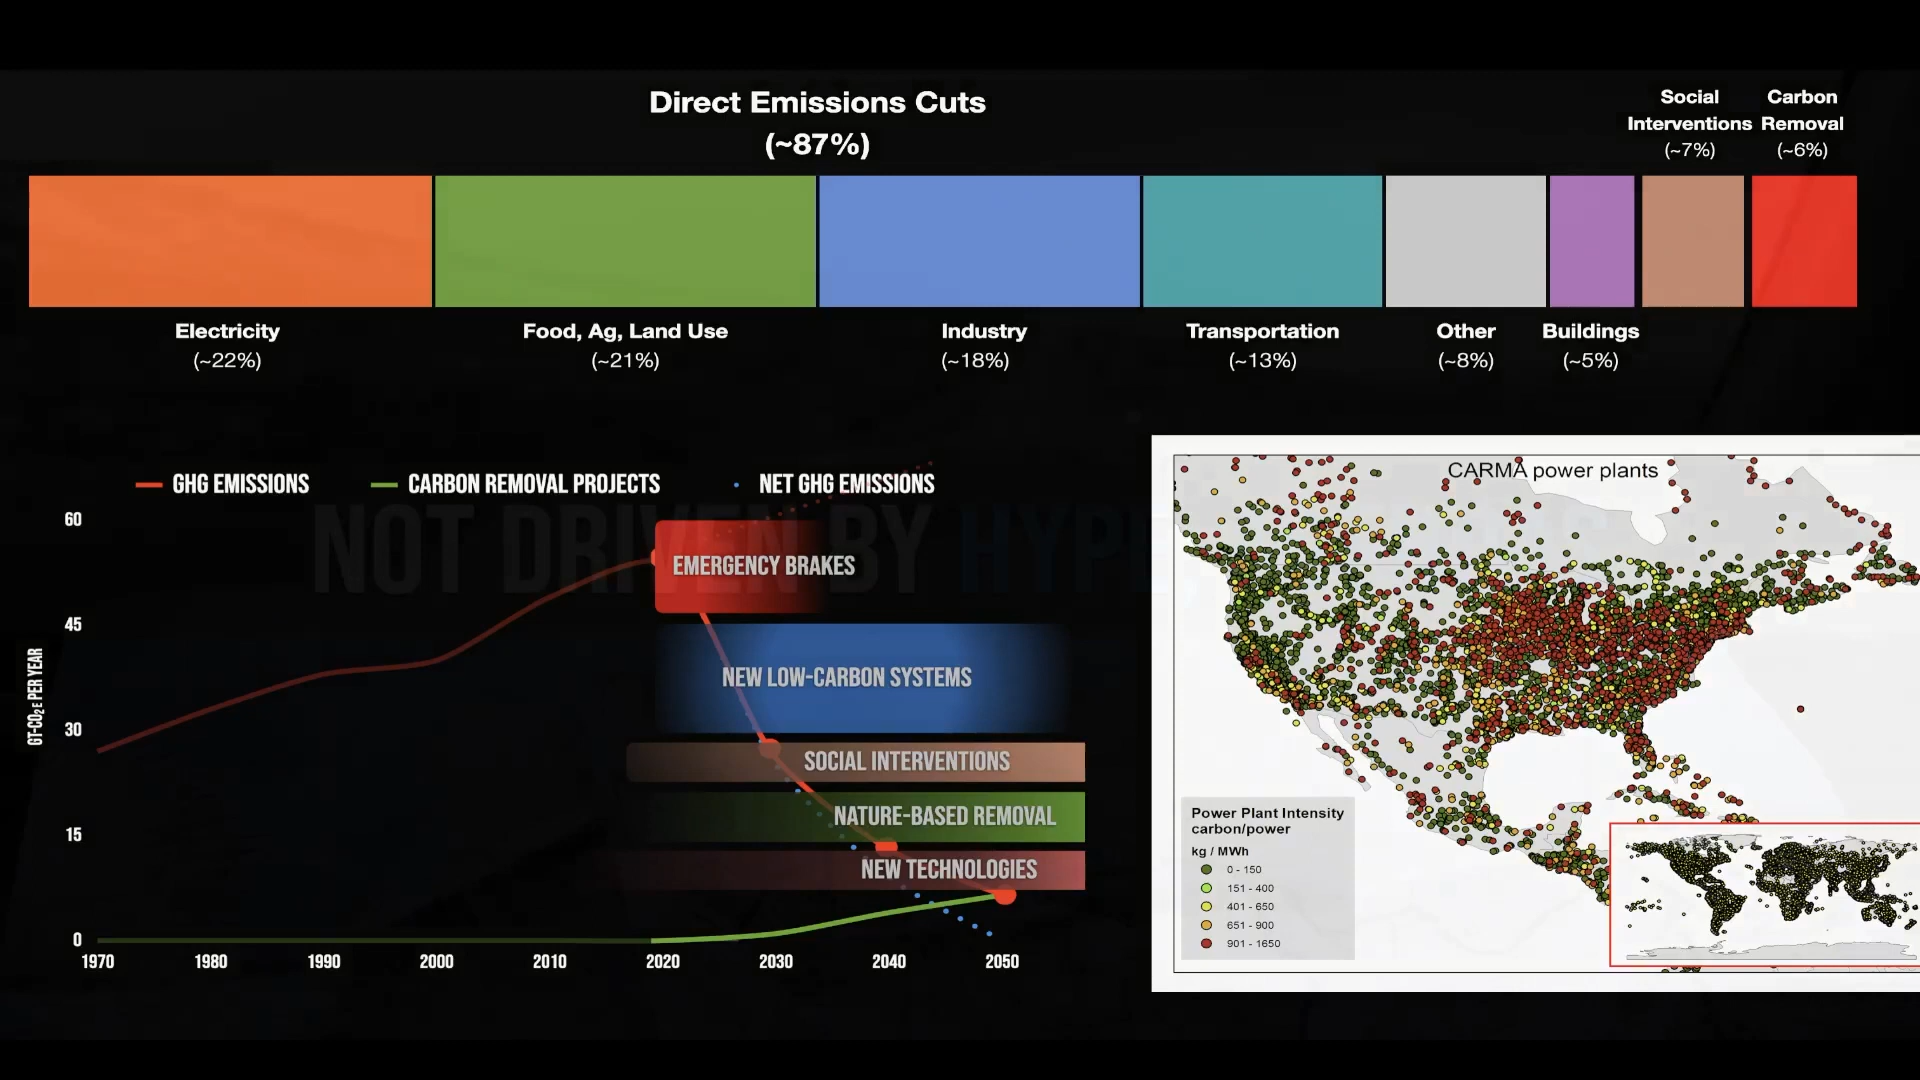 Direct Emissions Cuts
(~87%)
Social
Interventions
(~7%)
Carbon
Removal
(~6%)
Electricity
(~22%)
Food, Ag, Land Use
(~21%)
Industry
(~18%)
Transportation
(~13%)
Other
(~8%)
Buildings
(~5%)
GHG EMISSIONS
CARBON REMOVAL PROJECTS
NET GHG EMISSIONS
NOT DRIVEN BY
60
45
30
15
0
GT-CO2E PER YEAR
EMERGENCY BRAKES
NEW LOW-CARBON SYSTEMS
SOCIAL INTERVENTIONS
NATURE-BASED REMOVAL
NEW TECHNOLOGIES
1970
1980
1990
2000
2010
2020
2030
2040
2050
CARMA power plants
Power Plant Intensity
carbon/power
kg / MWh
0 - 150
151 - 400
401 - 650
651 - 900
901 - 1650